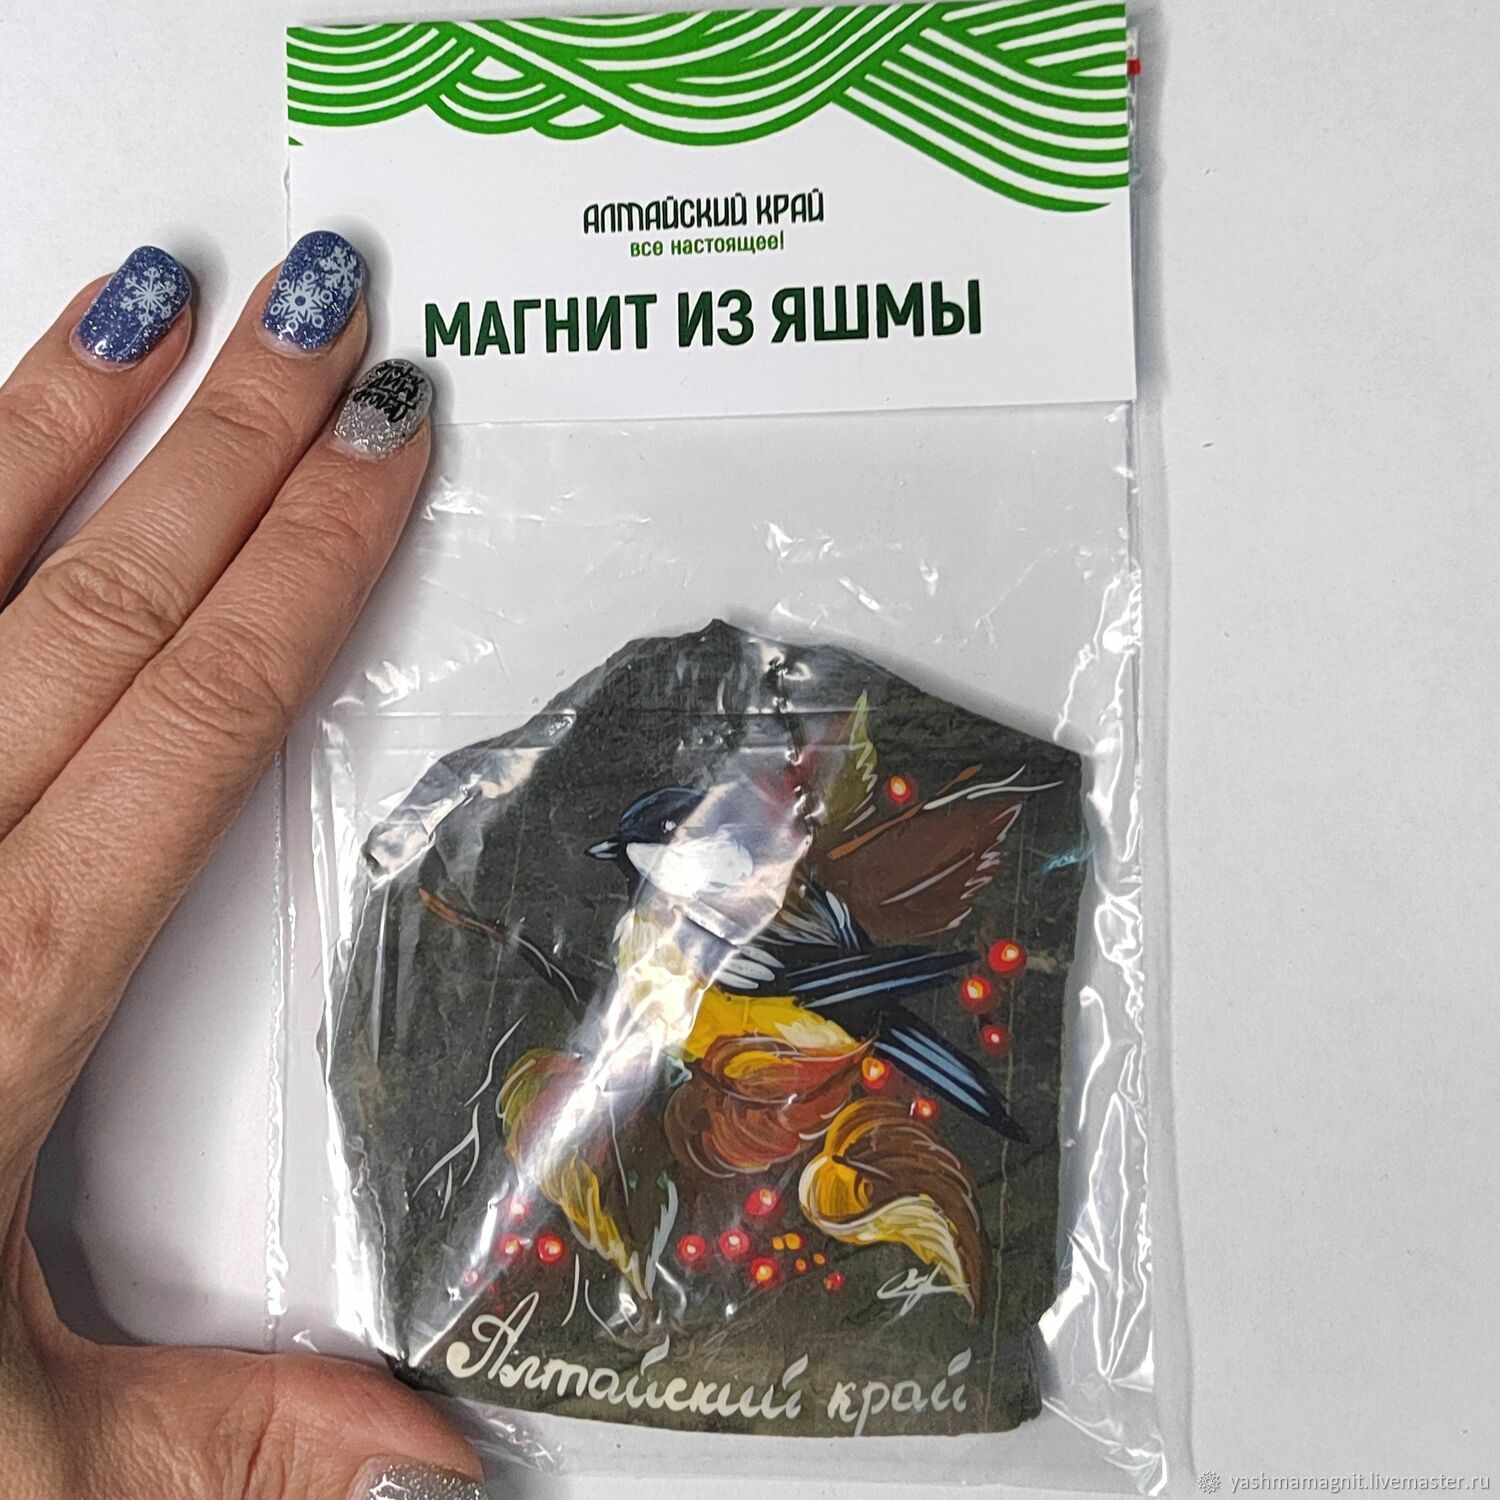 АЛТАЙСКИЙ КРАЙ
все настоящее!
МАГНИТ ИЗ ЯШМЫ
Алтайский край
yashmamagnit.livemaster.ru